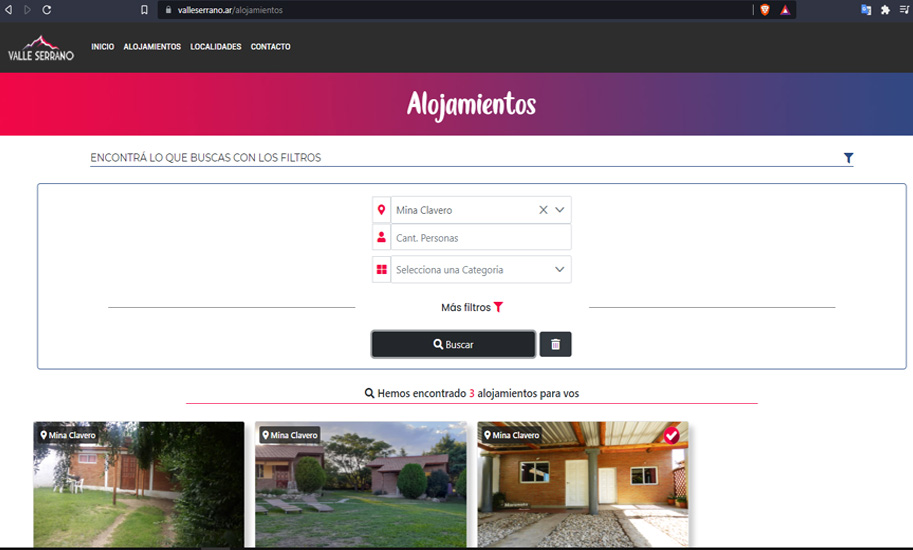 valleserrano.ar/alojamientos
VALLE SERRANO
INICIO ALOJAMIENTOS LOCALIDADES CONTACTO
Alojamientos
ENCONTRÁ LO QUE BUSCAS CON LOS FILTROS
Mina Clavero
Cant. Personas
Selecciona una Categoria
Más filtros
Buscar
Hemos encontrado 3 alojamientos para vos
Mina Clavero
Mina Clavero
Mina Clavero